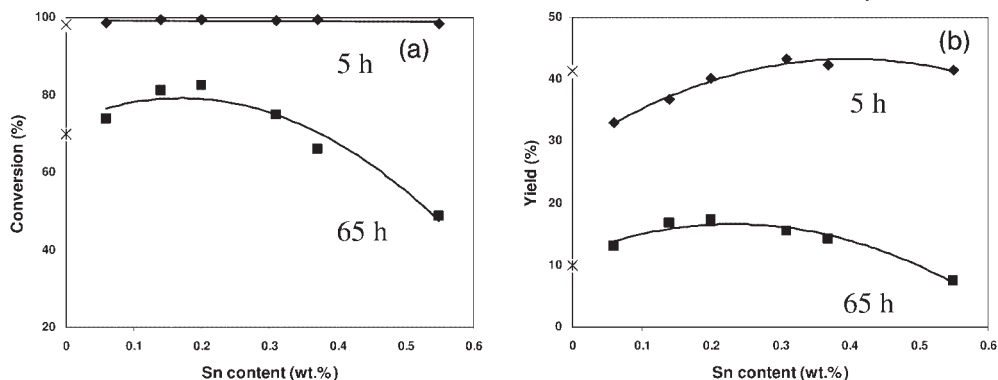 100
80
60
40
20
Conversion (%)
(a)
5 h
65 h
0 0.1 0.2 0.3 0.4 0.5 0.6
Sn content (wt.%)
50
40
30
20
10
0
Yield (%)
(b)
5 h
65 h
0 0.1 0.2 0.3 0.4 0.5 0.6
Sn content (wt.%)